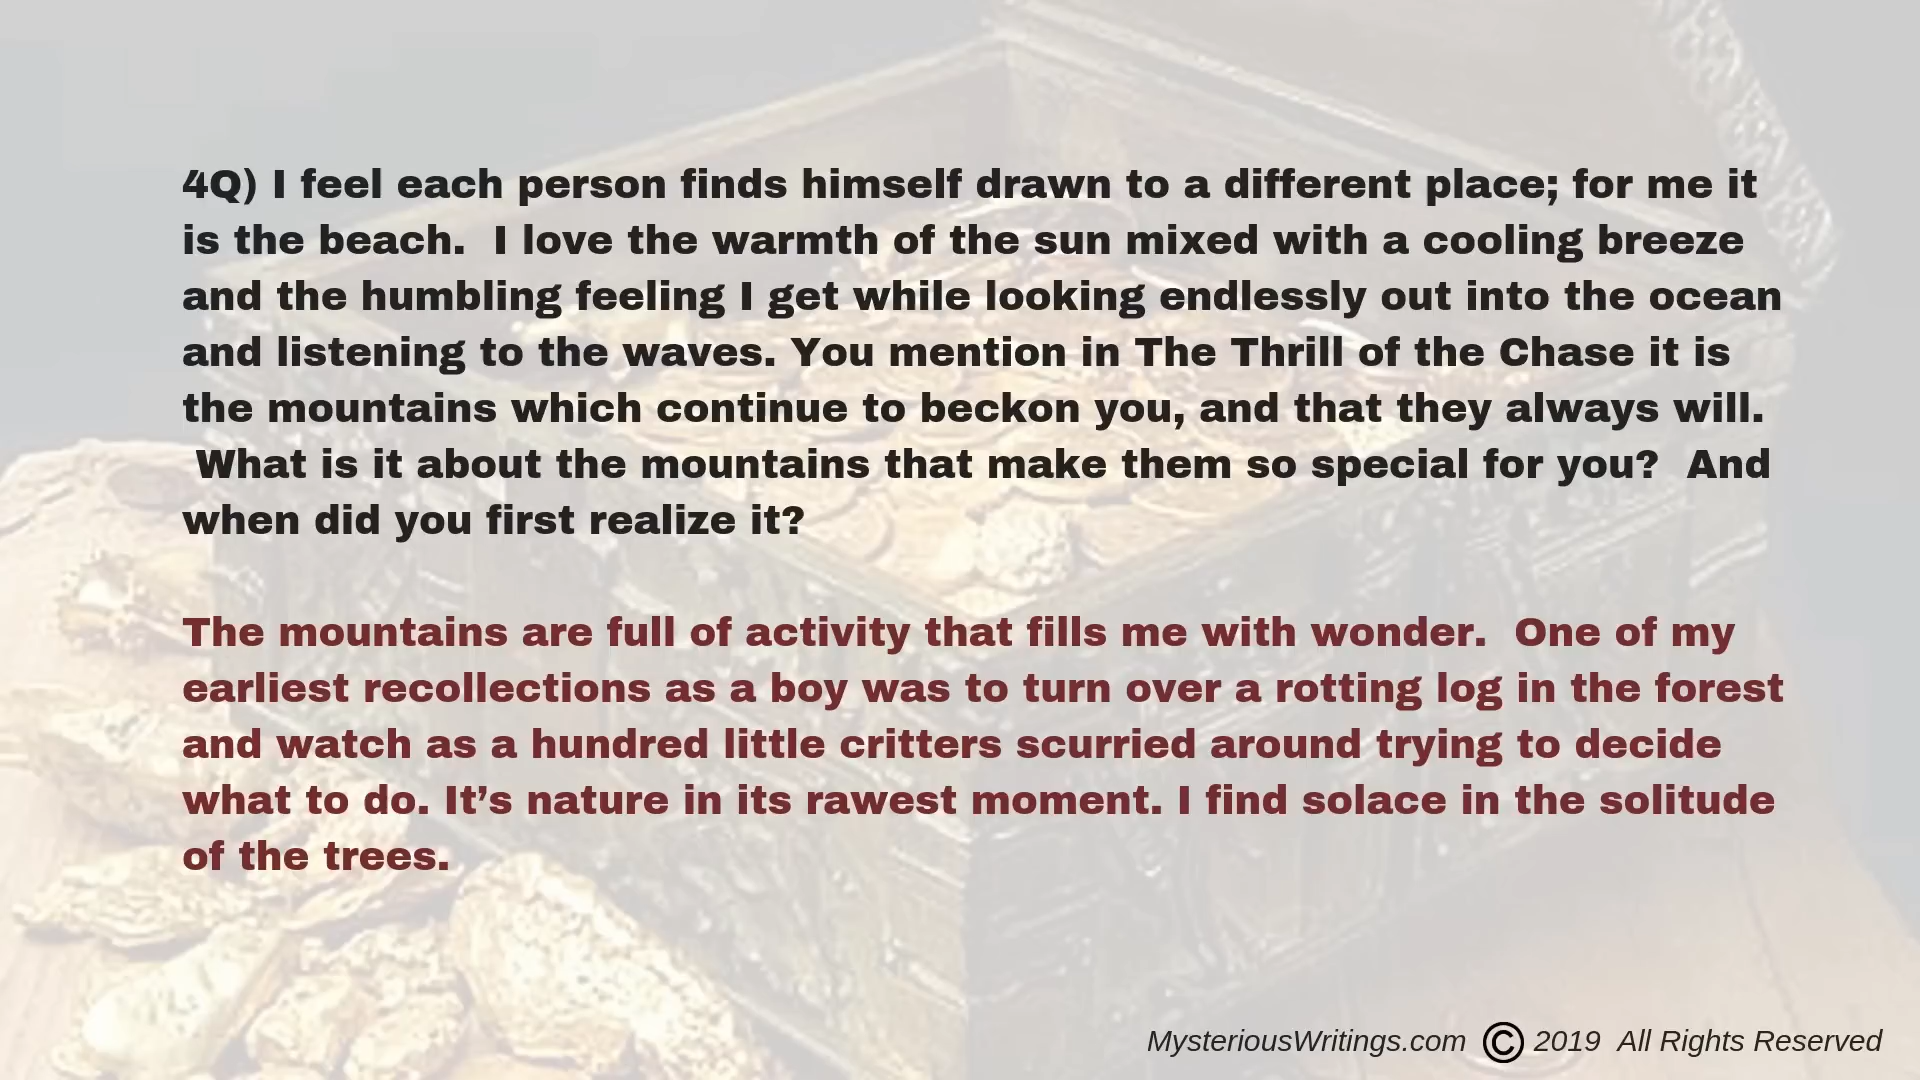 4Q) I feel each person finds himself drawn to a different place; for me it
is the beach.  I love the warmth of the sun mixed with a cooling breeze
and the humbling feeling I get while looking endlessly out into the ocean
and listening to the waves. You mention in The Thrill of the Chase it is
the mountains which continue to beckon you, and that they always will.
What is it about the mountains that make them so special for you?  And
when did you first realize it?
The mountains are full of activity that fills me with wonder.  One of my
earliest recollections as a boy was to turn over a rotting log in the forest
and watch as a hundred little critters scurried around trying to decide
what to do. It’s nature in its rawest moment. I find solace in the solitude
of the trees.
MysteriousWritings.com © 2019  All Rights Reserved